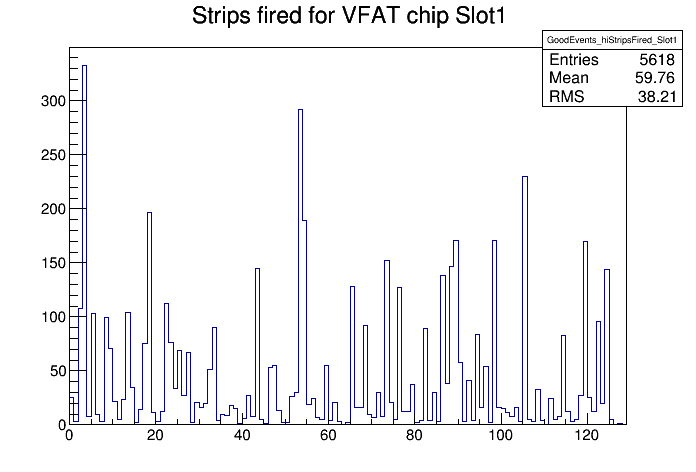 Strips fired for VFAT chip Slot1
GoodEvents_hiStripsFired_Slot1
Entries 5618
Mean 59.76
RMS 38.21
300
250
200
150
100
50
0
0 20 40 60 80 100 120